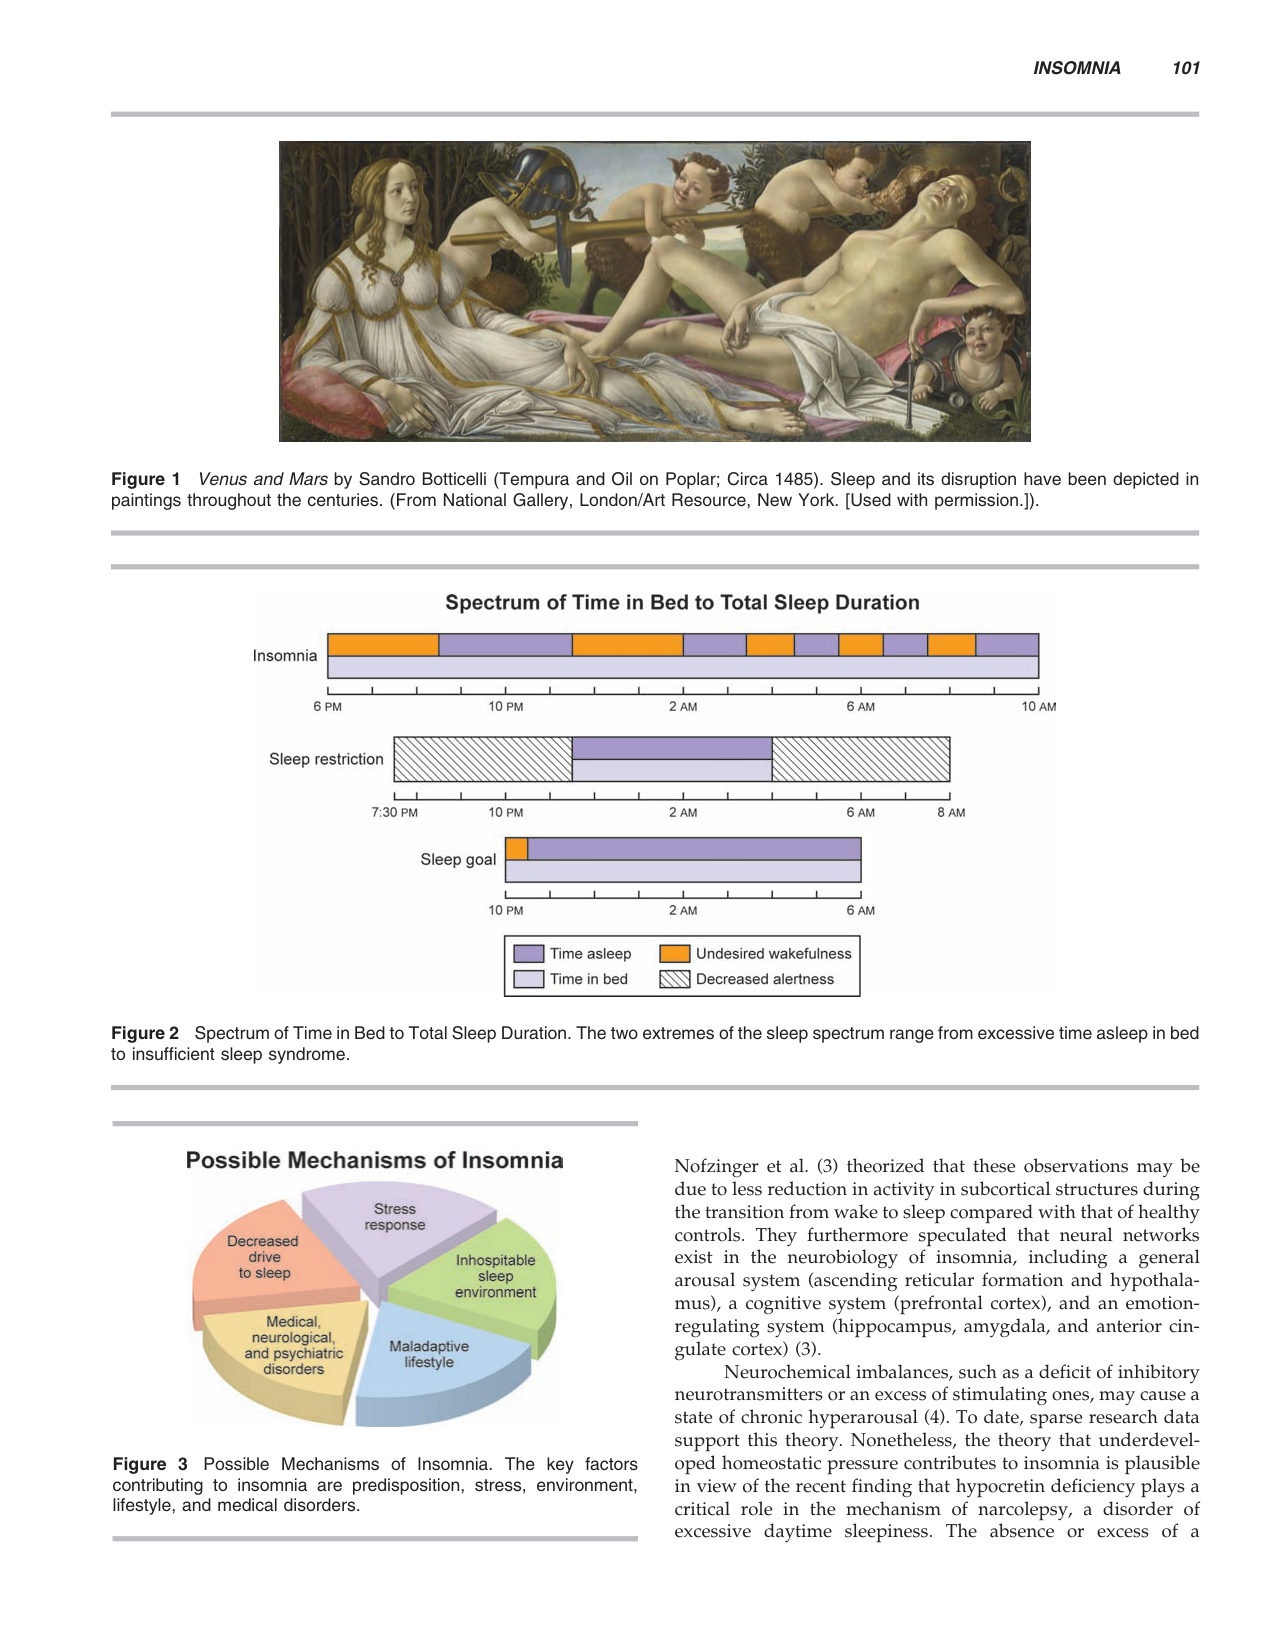 INSOMNIA 101
Figure 1 Venus and Mars by Sandro Botticelli (Tempura and Oil on Poplar; Circa 1485). Sleep and its disruption have been depicted in
paintings throughout the centuries. (From National Gallery, London/Art Resource, New York. [Used with permission.]).
Spectrum of Time in Bed to Total Sleep Duration
Insomnia
6 PM 10 PM 2 AM 6 AM 10 AM
Sleep restriction
7:30 PM 10 PM 2 AM 6 AM 8 AM
Sleep goal
10 PM 2 AM 6 AM
Time asleep Undesired wakefulness
Time in bed Decreased alertness
Figure 2 Spectrum of Time in Bed to Total Sleep Duration. The two extremes of the sleep spectrum range from excessive time asleep in bed
to insufficient sleep syndrome.
Possible Mechanisms of Insomnia
Stress
response
Decreased
drive
to sleep
Inhospitable
sleep
environment
Medical,
neurological,
and psychiatric
disorders
Maladaptive
lifestyle
Figure 3 Possible Mechanisms of Insomnia. The key factors
contributing to insomnia are predisposition, stress, environment,
lifestyle, and medical disorders.
Nofzinger et al. (3) theorized that these observations may be
due to less reduction in activity in subcortical structures during
the transition from wake to sleep compared with that of healthy
controls. They furthermore speculated that neural networks
exist in the neurobiology of insomnia, including a general
arousal system (ascending reticular formation and hypothala-
mus), a cognitive system (prefrontal cortex), and an emotion-
regulating system (hippocampus, amygdala, and anterior cin-
gulate cortex) (3).
Neurochemical imbalances, such as a deficit of inhibitory
neurotransmitters or an excess of stimulating ones, may cause a
state of chronic hyperarousal (4). To date, sparse research data
support this theory. Nonetheless, the theory that underdevel-
oped homeostatic pressure contributes to insomnia is plausible
in view of the recent finding that hypocretin deficiency plays a
critical role in the mechanism of narcolepsy, a disorder of
excessive daytime sleepiness. The absence or excess of a